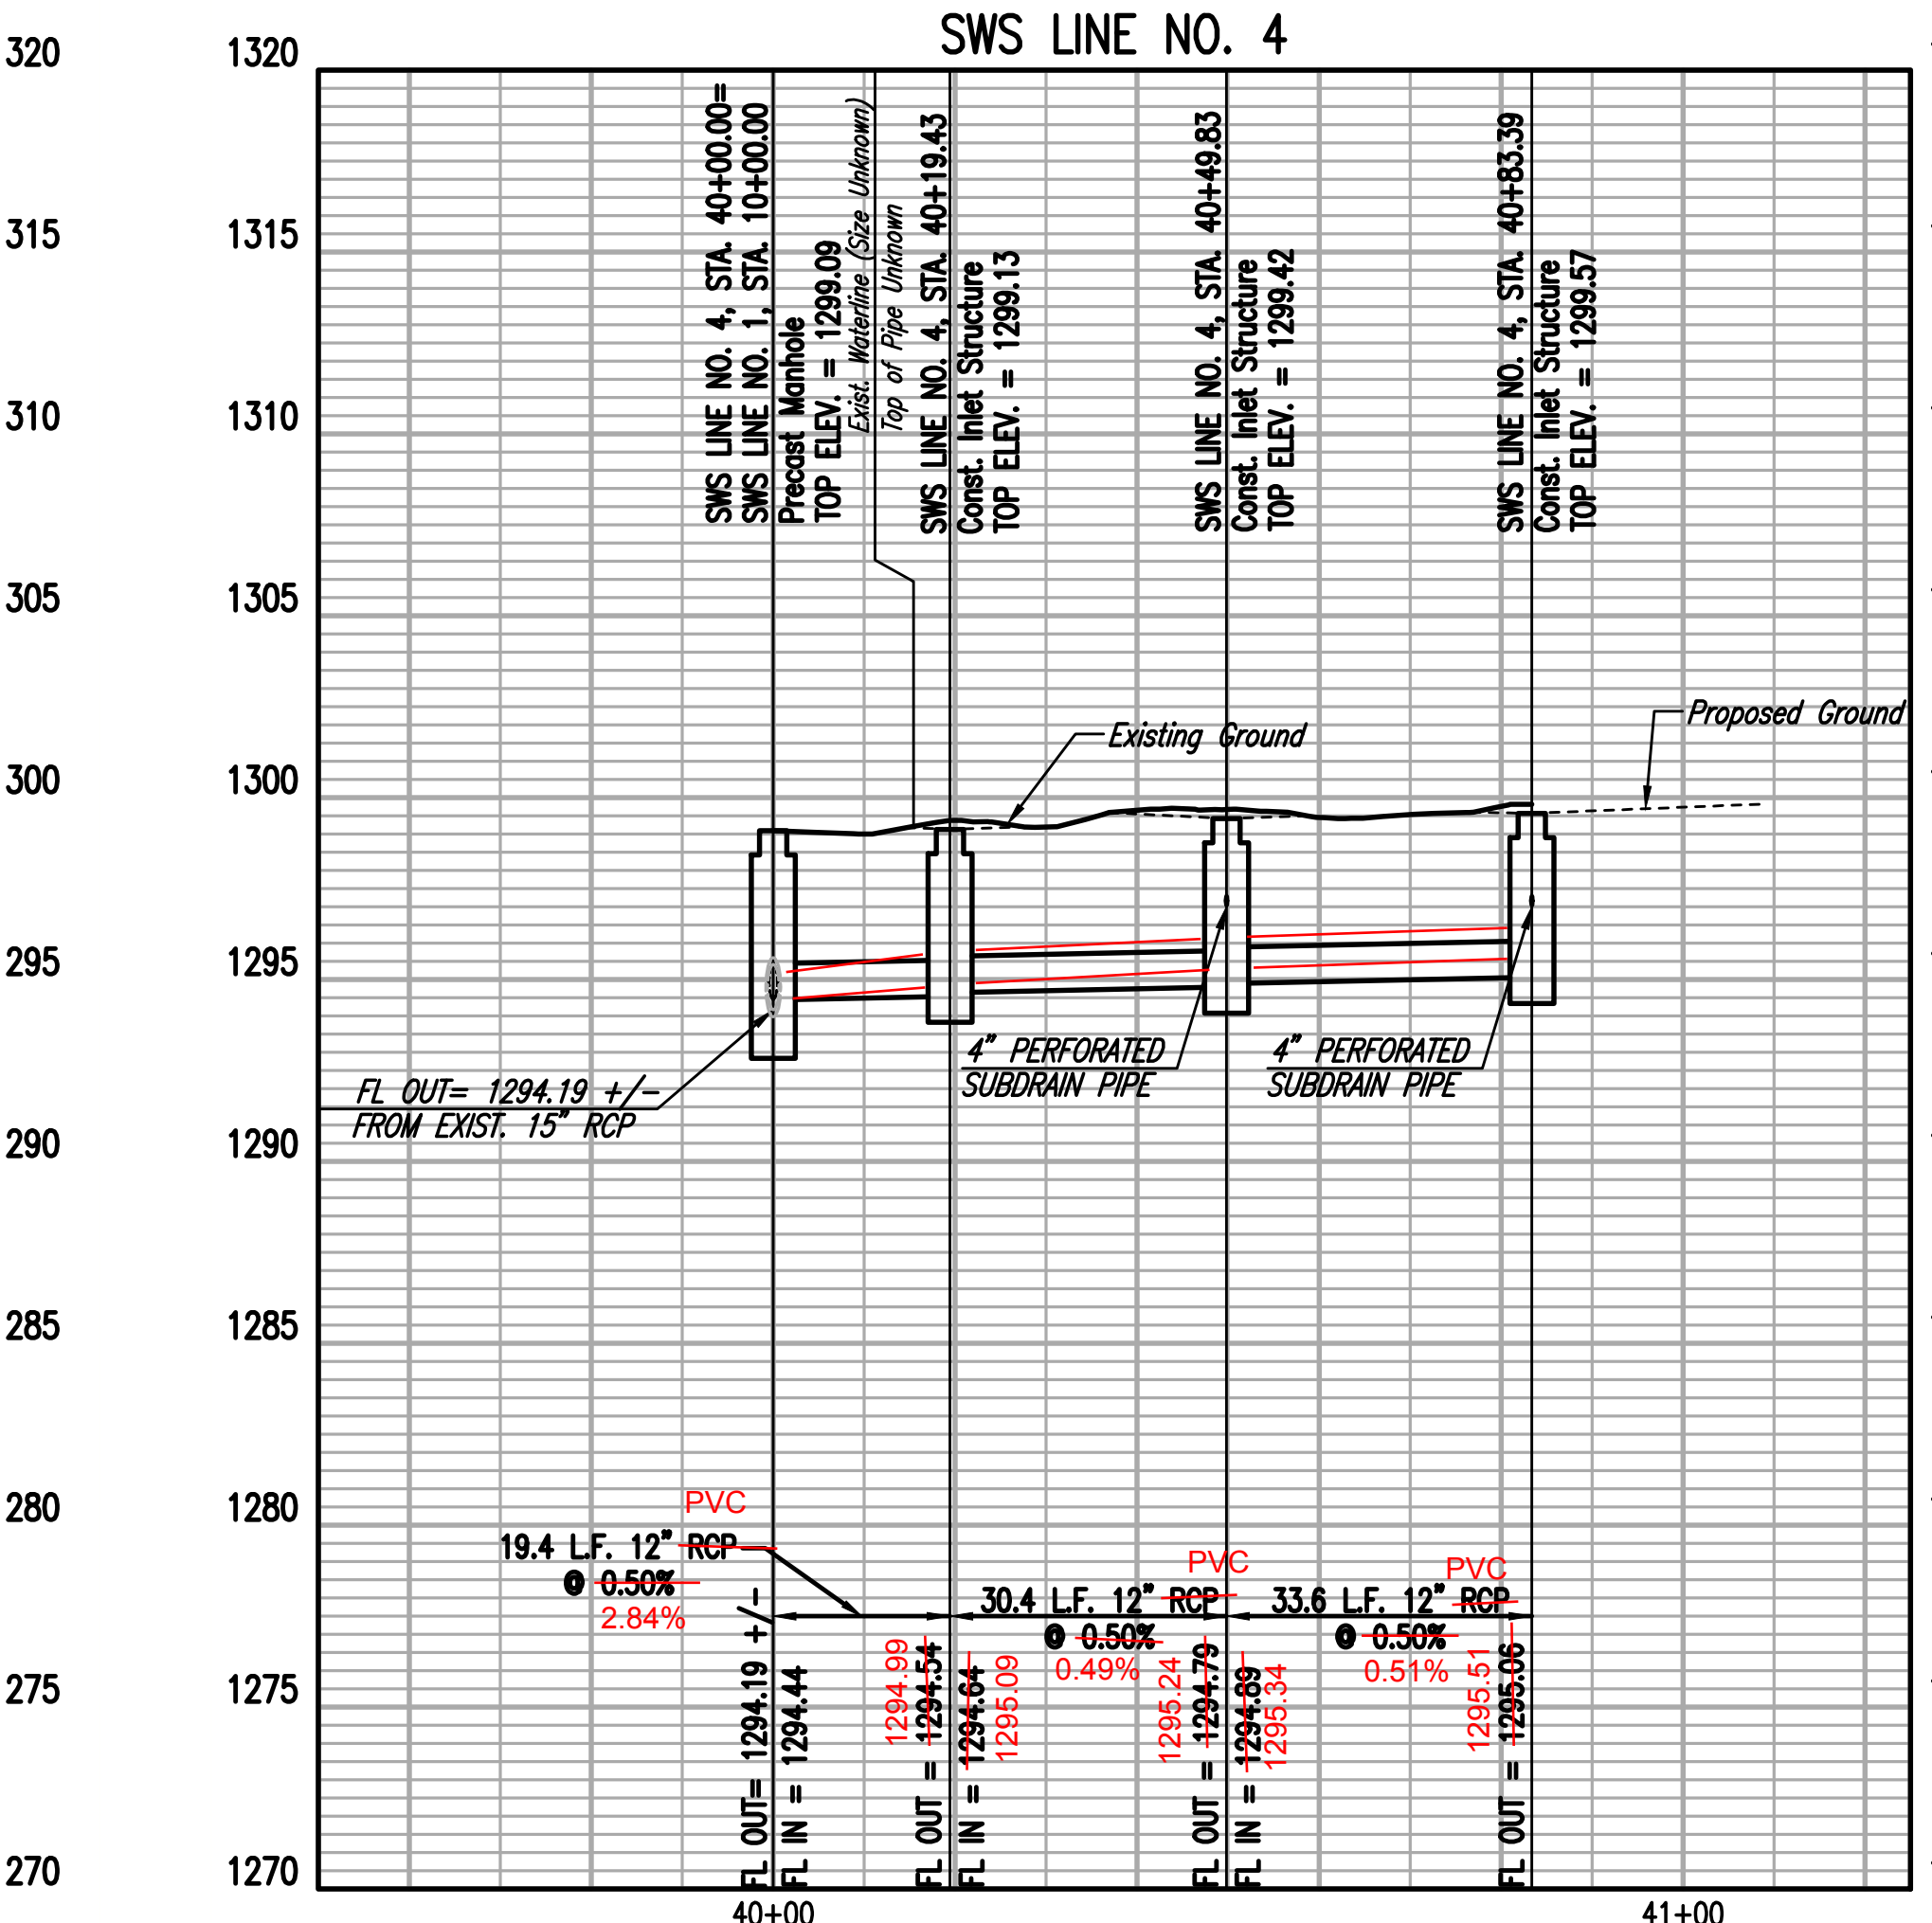 SWS LINE NO. 4
320 1320
315 1315
310 1310
305 1305
300 1300
295 1295
290 1290
285 1285
280 1280
275 1275
270 1270
SWS LINE NO. 4, STA. 40+00.00=
SWS LINE NO. 1, STA. 10+00.00
Precast Manhole
TOP ELEV. = 1299.09
Exist. Waterline (Size Unknown)
Top of Pipe Unknown
SWS LINE NO. 4, STA. 40+19.43
Const. Inlet Structure
TOP ELEV. = 1299.13
SWS LINE NO. 4, STA. 40+49.83
Const. Inlet Structure
TOP ELEV. = 1299.42
SWS LINE NO. 4, STA. 40+83.39
Const. Inlet Structure
TOP ELEV. = 1299.57
Existing Ground
Proposed Ground
4" PERFORATED
SUBDRAIN PIPE
4" PERFORATED
SUBDRAIN PIPE
FL OUT= 1294.19 +/-
FROM EXIST. 15" RCP
PVC
19.4 L.F. 12" RCP
@ 0.50%
2.84%
PVC
30.4 L.F. 12" RCP
@ 0.50%
0.49%
PVC
33.6 L.F. 12" RCP
@ 0.50%
0.51%
FL OUT= 1294.19 +/-
FL IN = 1294.44
1294.99
FL OUT = 1294.54
FL IN = 1294.64
1295.09
1295.24
FL OUT = 1294.79
FL IN = 1294.89
1295.34
1295.51
FL OUT = 1295.06
40+00 41+00